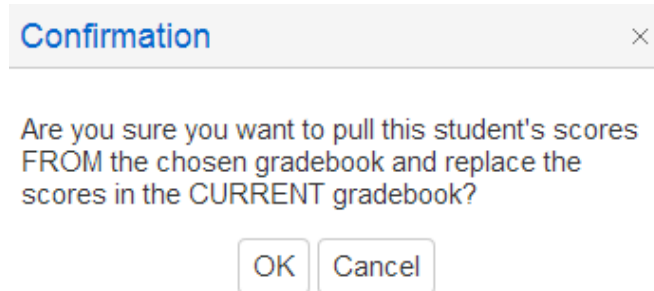 Confirmation
Are you sure you want to pull this student's scores
FROM the chosen gradebook and replace the
scores in the CURRENT gradebook?
OK Cancel